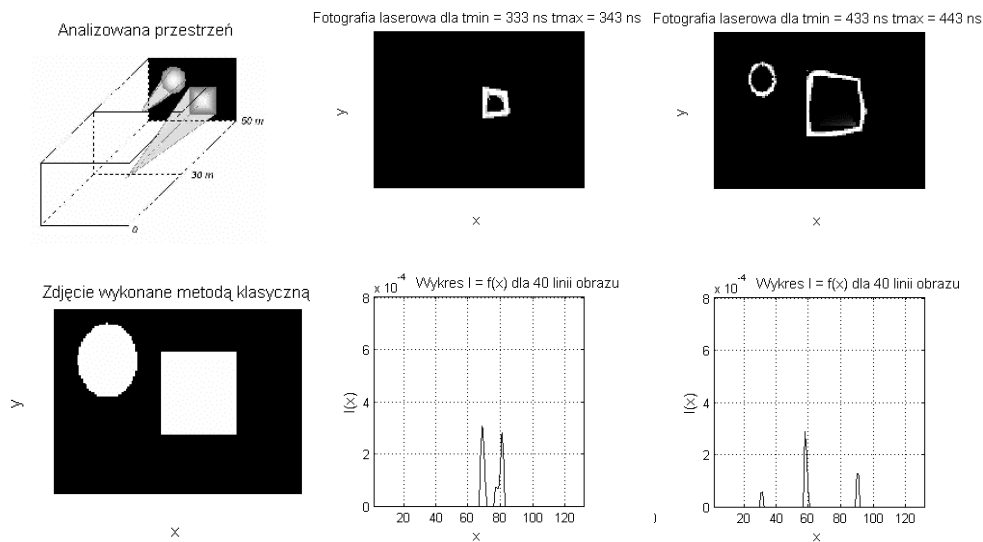 Analizowana przestrzeń
50 m
30 m
0
Fotografia laserowa dla tmin = 333 ns tmax = 343 ns
y
x
Fotografia laserowa dla tmin = 433 ns tmax = 443 ns
y
x
Zdjęcie wykonane metodą klasyczną
y
x
x 10⁻⁴ Wykres I = f(x) dla 40 linii obrazu
8
6
4
2
0
I(x)
20 40 60 80 100 120
x
x 10⁻⁴ Wykres I = f(x) dla 40 linii obrazu
8
6
4
2
0
I(x)
20 40 60 80 100 120
x
)